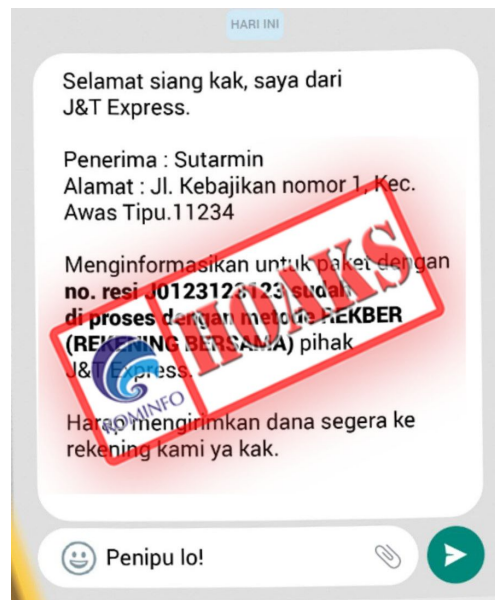 HARI INI
Selamat siang kak, saya dari
J&T Express.
Penerima : Sutarmin
Alamat : Jl. Kebajikan nomor 1, Kec.
Awas Tipu.11234
Menginformasikan untuk paket dengan
no. resi J0123123123 sudah
di proses dengan metode REKBER
(REKENING BERSAMA) pihak
J&T Express.
Harap mengirimkan dana segera ke
rekening kami ya kak.
HOAKS
KOMINFO
Penipu lo!